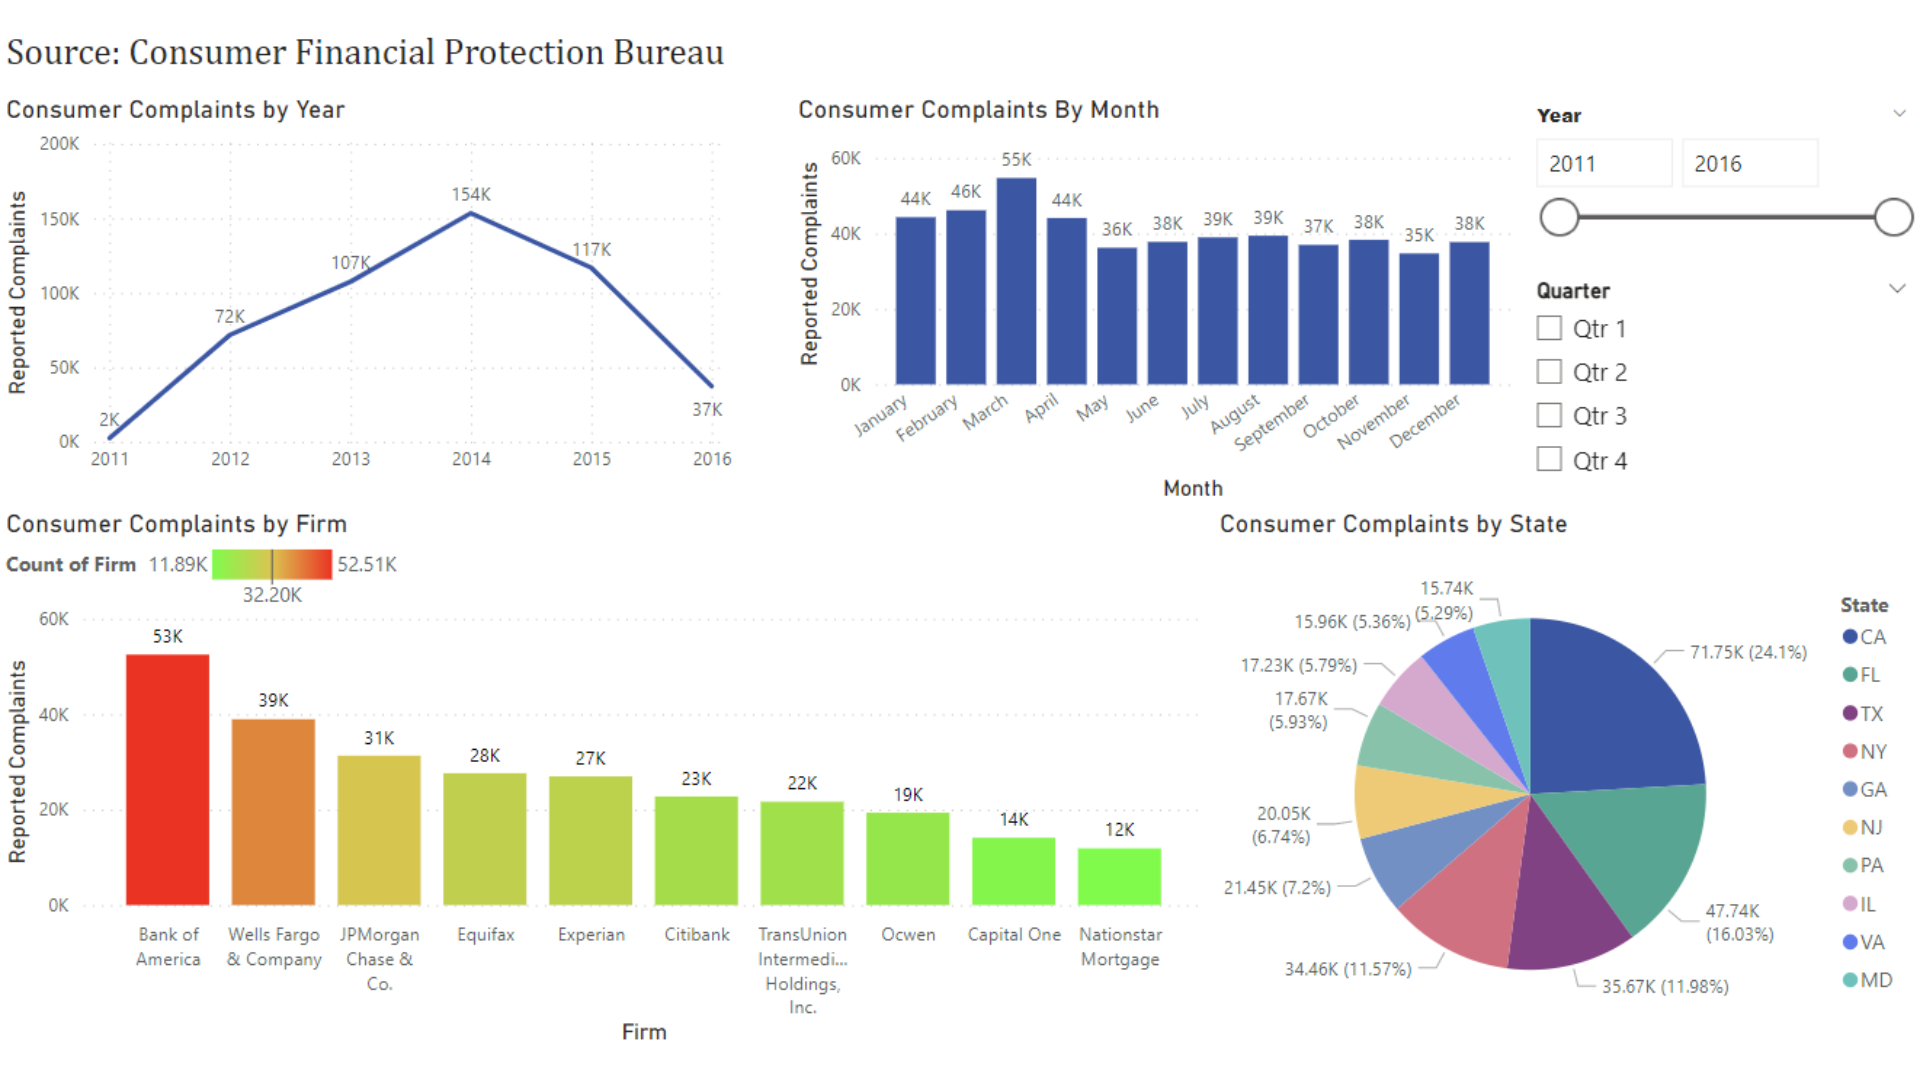 Source: Consumer Financial Protection Bureau
Consumer Complaints by Year
Reported Complaints
200K
150K
100K
50K
0K
2K
72K
107K
154K
117K
37K
2011
2012
2013
2014
2015
2016
Consumer Complaints By Month
Reported Complaints
60K
40K
20K
0K
44K
46K
55K
44K
36K
38K
39K
39K
37K
38K
35K
38K
January
February
March
April
May
June
July
August
September
October
November
December
Month
Year
2011
2016
Quarter
Qtr 1
Qtr 2
Qtr 3
Qtr 4
Consumer Complaints by Firm
Count of Firm 11.89K 52.51K
32.20K
Reported Complaints
60K
40K
20K
0K
53K
39K
31K
28K
27K
23K
22K
19K
14K
12K
Bank of
America
Wells Fargo
& Company
JPMorgan
Chase &
Co.
Equifax
Experian
Citibank
TransUnion
Intermedi...
Holdings,
Inc.
Ocwen
Capital One
Nationstar
Mortgage
Firm
Consumer Complaints by State
71.75K (24.1%)
47.74K
(16.03%)
35.67K (11.98%)
34.46K (11.57%)
21.45K (7.2%)
20.05K
(6.74%)
17.67K
(5.93%)
17.23K (5.79%)
15.96K (5.36%)
15.74K
(5.29%)
State
CA
FL
TX
NY
GA
NJ
PA
IL
VA
MD